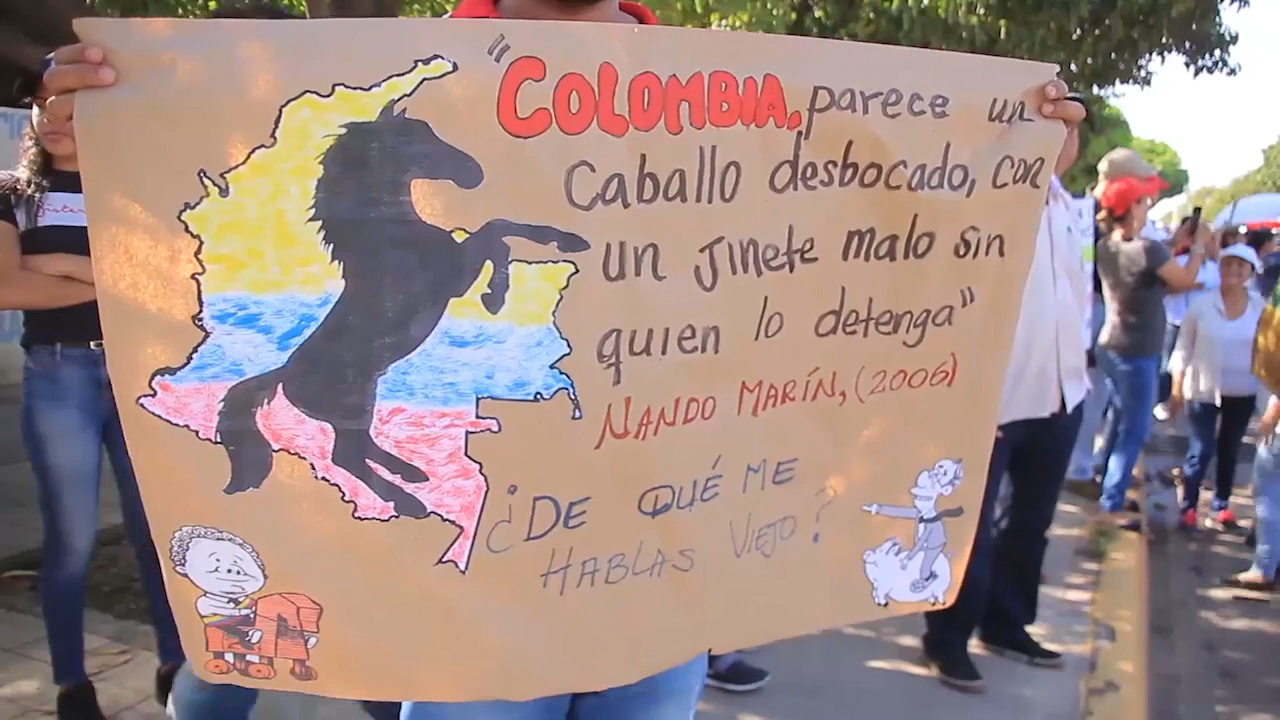 "COLOMBIA, parece un
caballo desbocado, con
un jinete malo sin
quien lo detenga"
NANDO MARÍN, (2006)
¿DE QUÉ ME
HABLAS VIEJO?